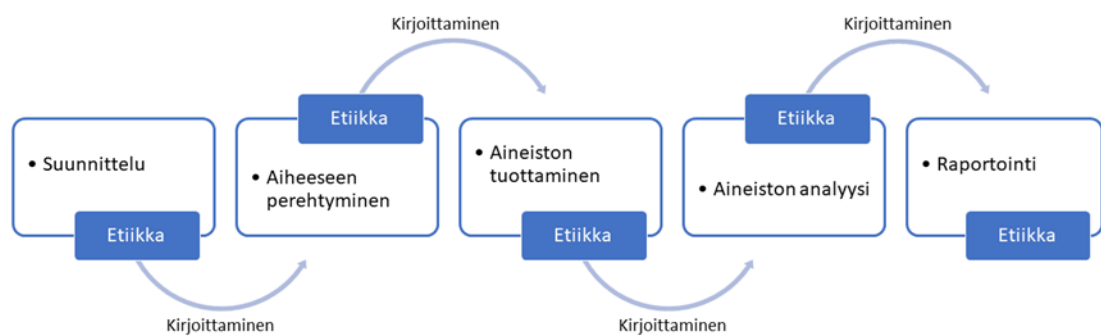 Kirjoittaminen
Kirjoittaminen
Etiikka
Etiikka
• Suunnittelu
• Aiheeseen
perehtyminen
• Aineiston
tuottaminen
• Aineiston analyysi
• Raportointi
Etiikka
Etiikka
Etiikka
Kirjoittaminen
Kirjoittaminen